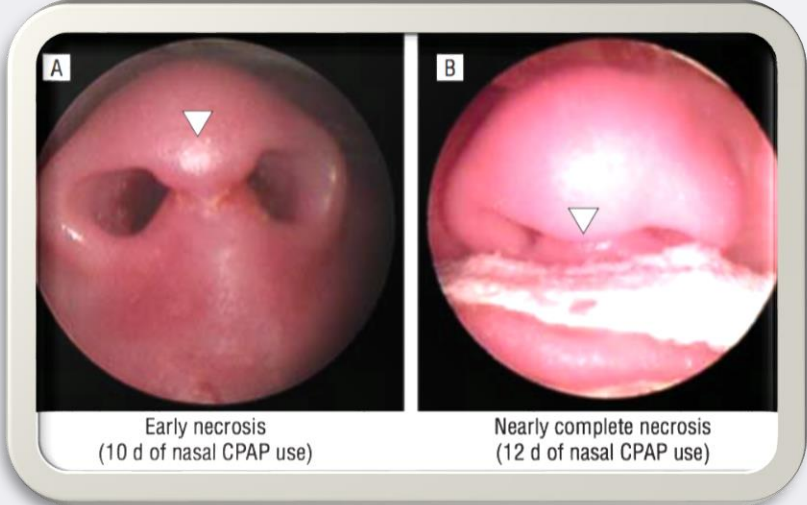 A
B
Early necrosis
(10 d of nasal CPAP use)
Nearly complete necrosis
(12 d of nasal CPAP use)